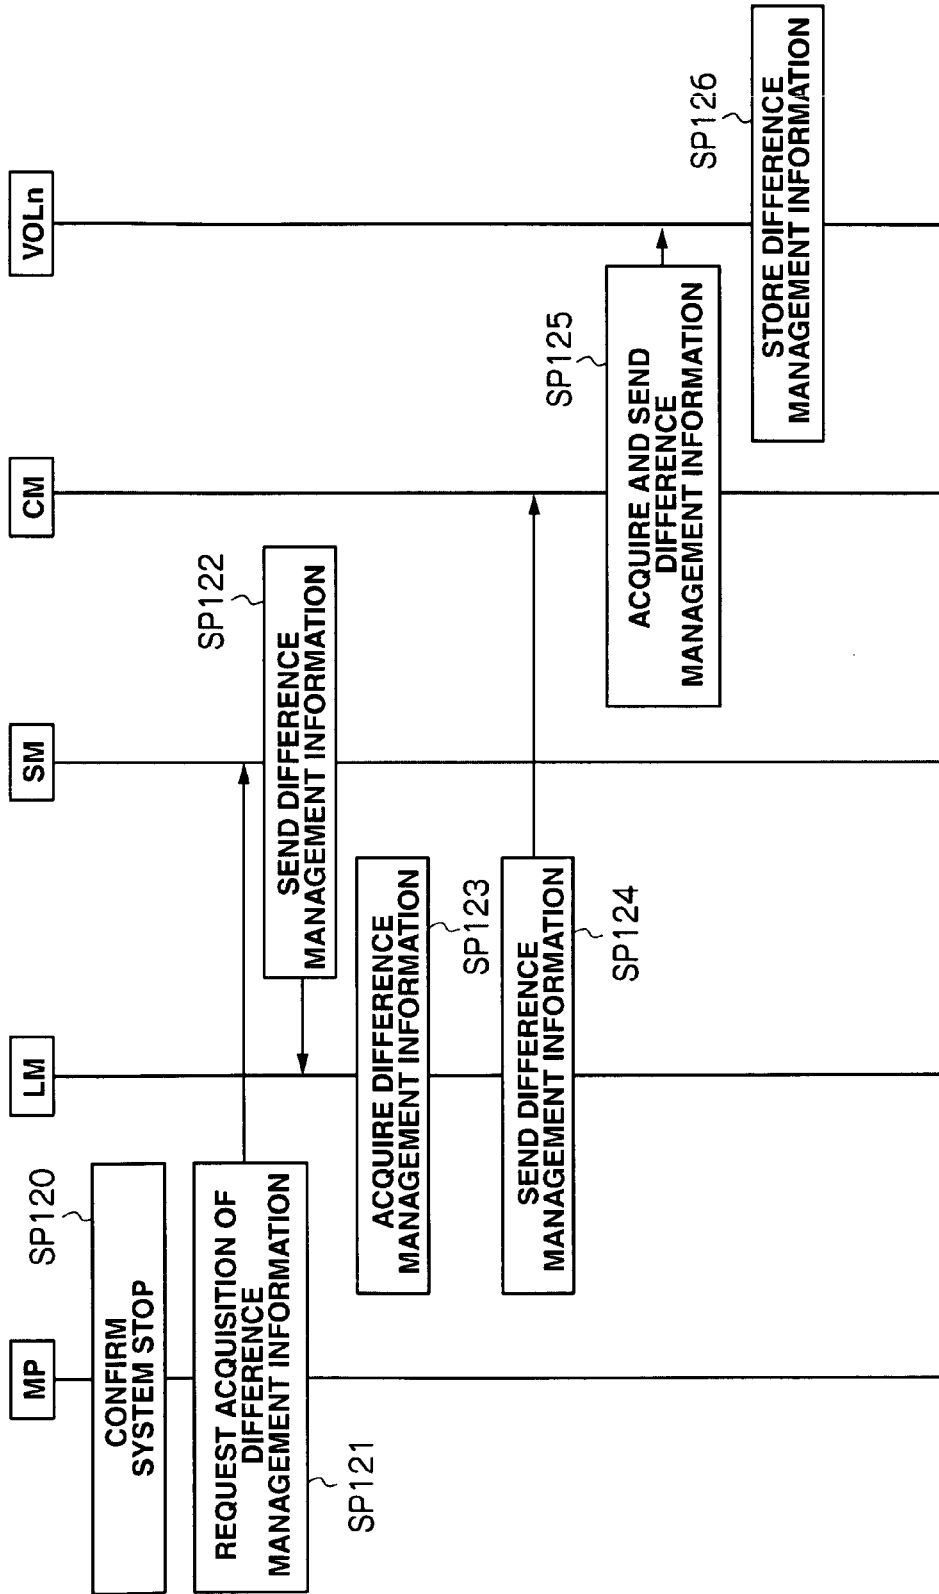 MP
LM
SM
CM
VOLn
SP120
CONFIRM
SYSTEM STOP
REQUEST ACQUISITION OF
DIFFERENCE
MANAGEMENT INFORMATION
SP121
SP122
SEND DIFFERENCE
MANAGEMENT INFORMATION
ACQUIRE DIFFERENCE
MANAGEMENT INFORMATION
SP123
SEND DIFFERENCE
MANAGEMENT INFORMATION
SP124
SP125
ACQUIRE AND SEND
DIFFERENCE
MANAGEMENT INFORMATION
SP126
STORE DIFFERENCE
MANAGEMENT INFORMATION